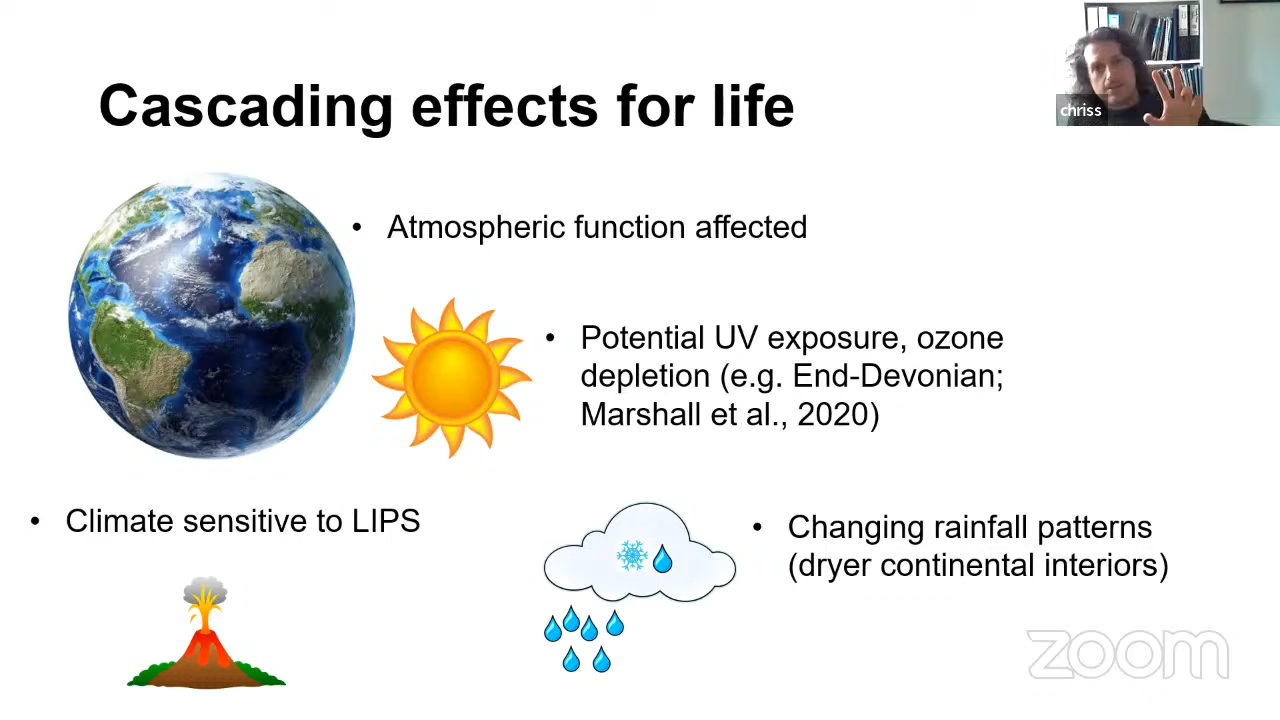 chriss
Cascading effects for life
• Atmospheric function affected
• Potential UV exposure, ozone
depletion (e.g. End-Devonian;
Marshall et al., 2020)
• Climate sensitive to LIPS
• Changing rainfall patterns
(dryer continental interiors)
zoom